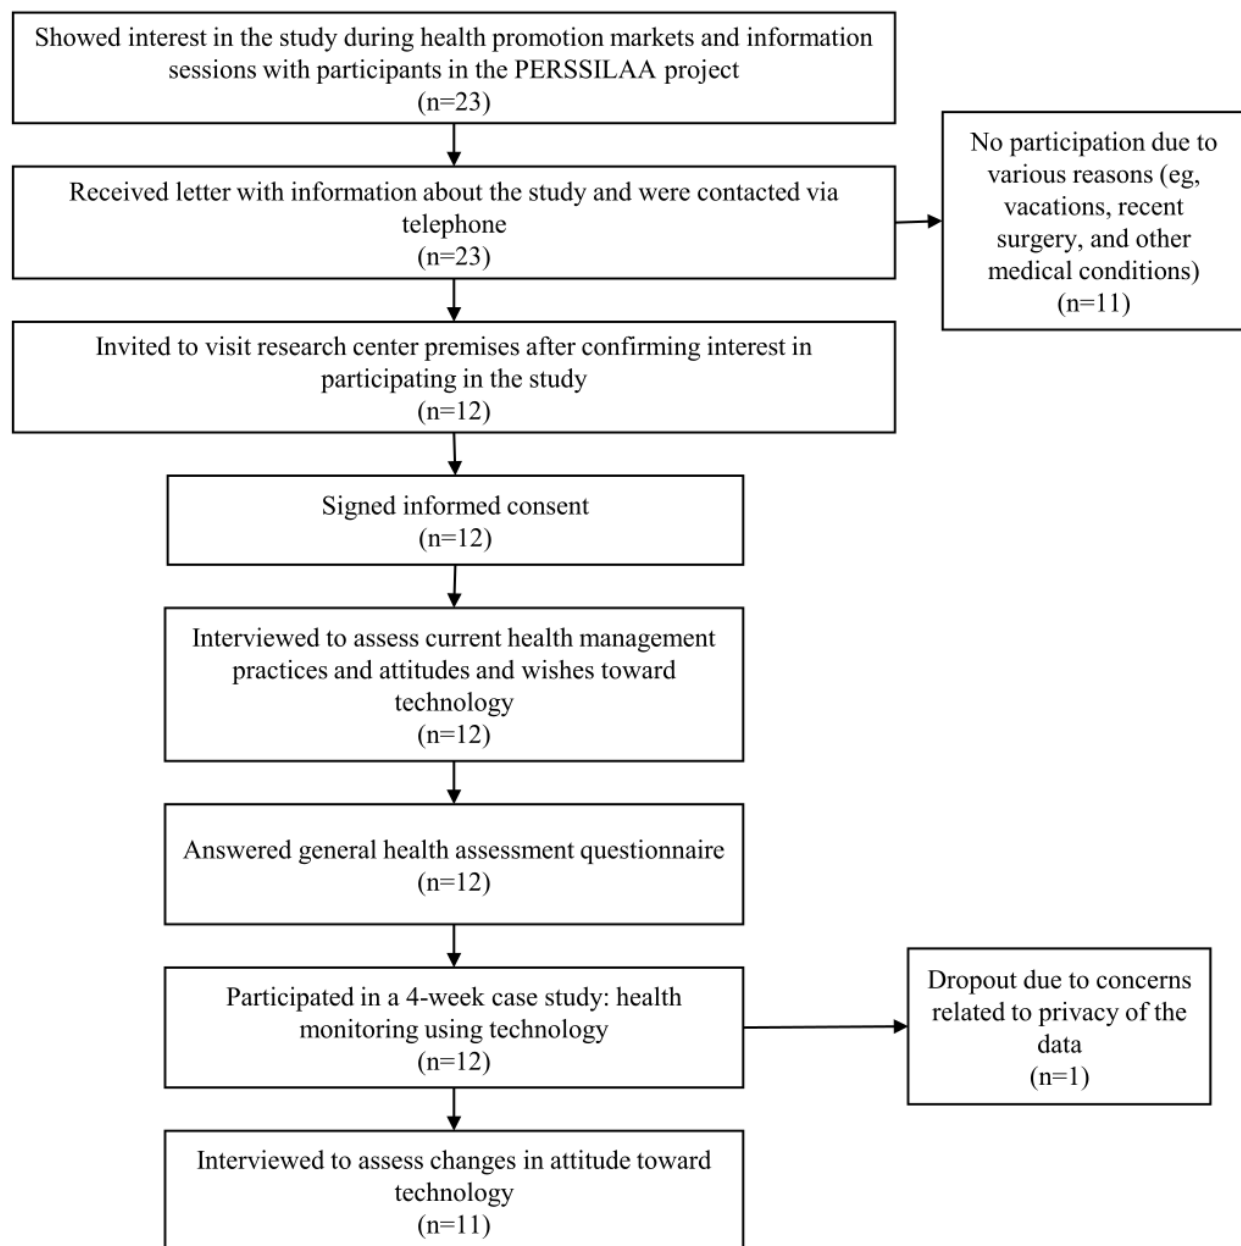 Showed interest in the study during health promotion markets and information
sessions with participants in the PERSSILAA project
(n=23)
Received letter with information about the study and were contacted via
telephone
(n=23)
No participation due to
various reasons (eg,
vacations, recent
surgery, and other
medical conditions)
(n=11)
Invited to visit research center premises after confirming interest in
participating in the study
(n=12)
Signed informed consent
(n=12)
Interviewed to assess current health management
practices and attitudes and wishes toward
technology
(n=12)
Answered general health assessment questionnaire
(n=12)
Participated in a 4-week case study: health
monitoring using technology
(n=12)
Dropout due to concerns
related to privacy of the
data
(n=1)
Interviewed to assess changes in attitude toward
technology
(n=11)